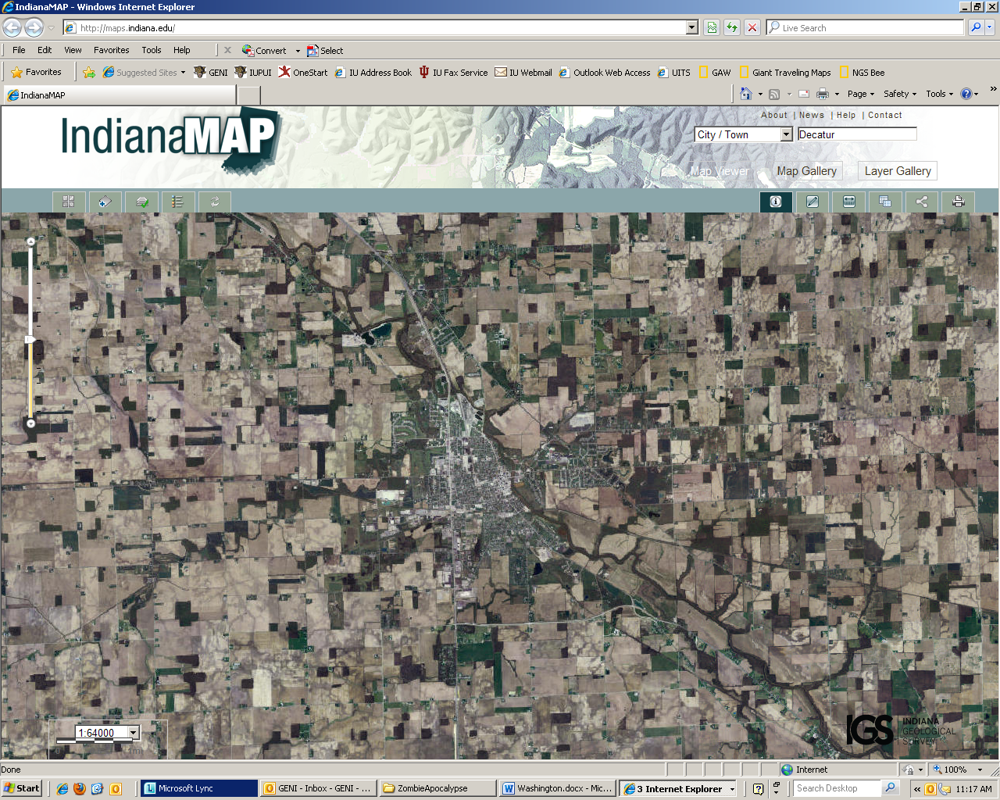 IndianaMAP - Windows Internet Explorer
http://maps.indiana.edu/
Live Search
File Edit View Favorites Tools Help Convert Select
Favorites Suggested Sites GENI IUPUI OneStart IU Address Book IU Fax Service IU Webmail Outlook Web Access UITS GAW Giant Traveling Maps NGS Bee
IndianaMAP
Page Safety Tools
About | News | Help | Contact
IndianaMAP
City / Town Decatur
Map Viewer Map Gallery Layer Gallery
1:64000
IGS INDIANA GEOLOGICAL SURVEY
Done Internet 100%
Start Microsoft Lync GENI - Inbox - GENI - ... ZombieApocalypse Washington.docx - Mic... 3 Internet Explorer Search Desktop 11:17 AM